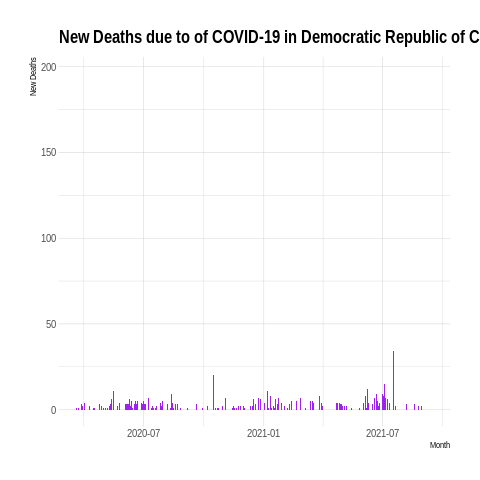 New Deaths due to of COVID-19 in Democratic Republic of C
New Deaths
200
150
100
50
0
2020-07 2021-01 2021-07
Month